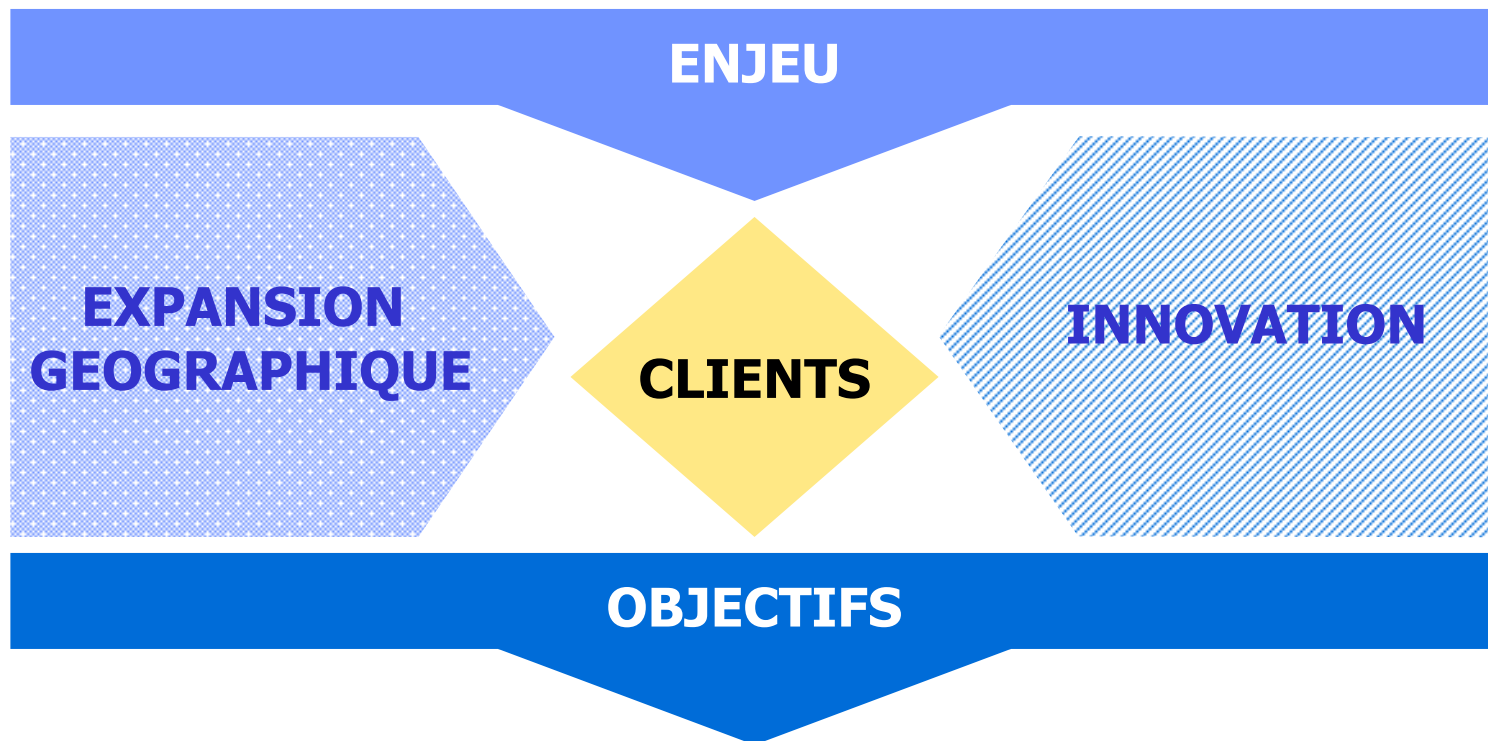 ENJEU
EXPANSION
GEOGRAPHIQUE
CLIENTS
INNOVATION
OBJECTIFS